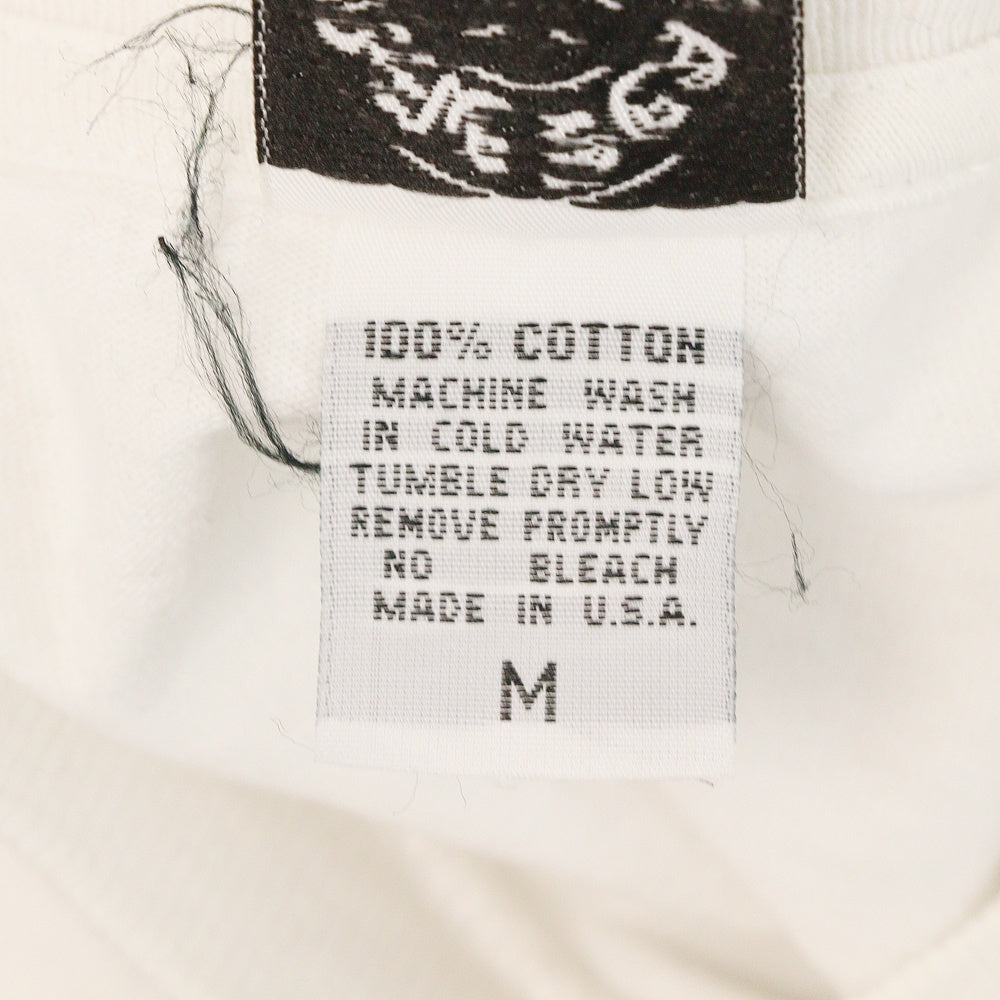 100% COTTON
MACHINE WASH
IN COLD WATER
TUMBLE DRY LOW
REMOVE PROMPTLY
NO BLEACH
MADE IN U.S.A.
M